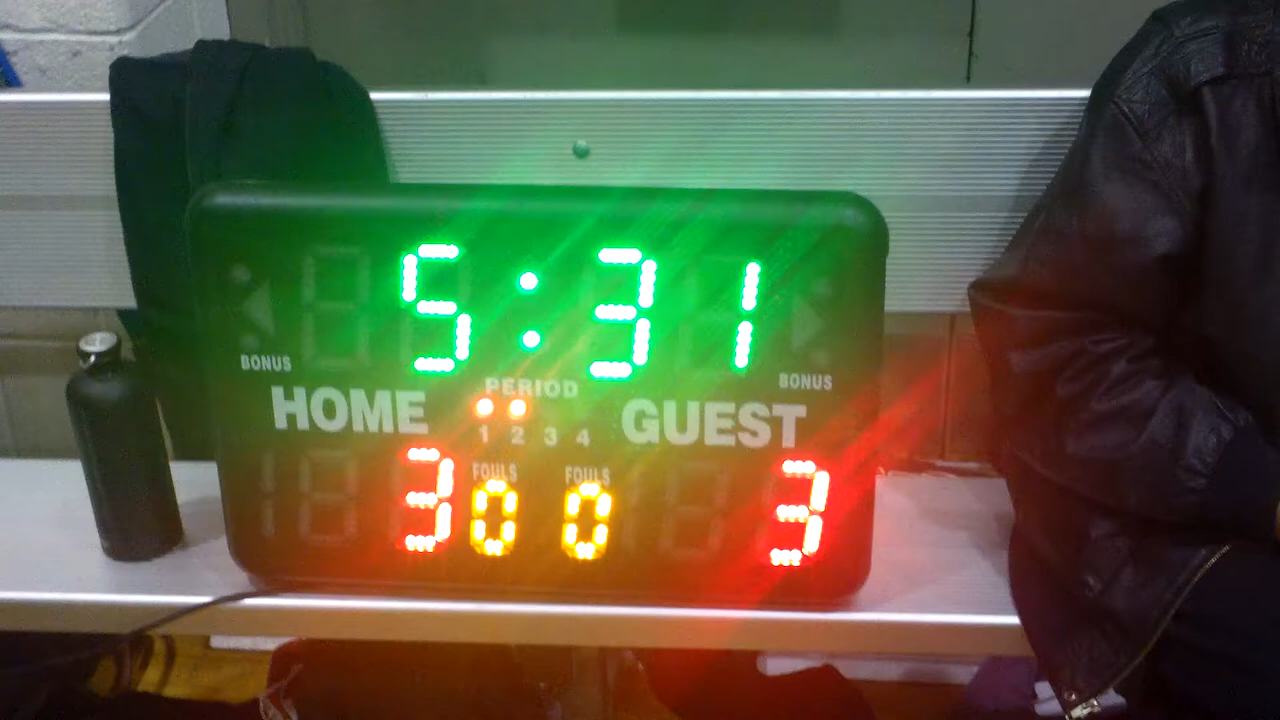 5:31
BONUS PERIOD BONUS
HOME GUEST
1 2 3 4
FOULS FOULS
3 0 0 3